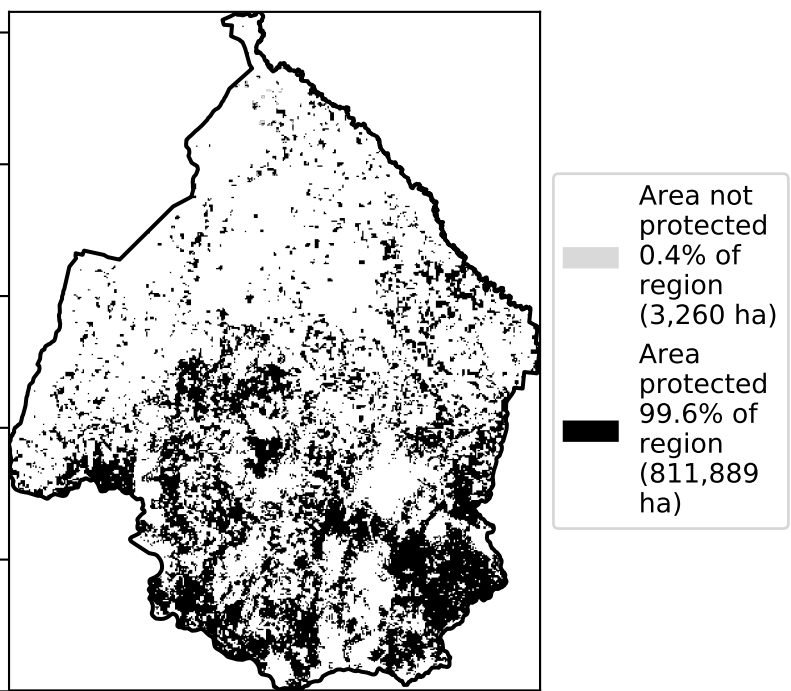 Area not
protected
0.4% of
region
(3,260 ha)
Area
protected
99.6% of
region
(811,889
ha)